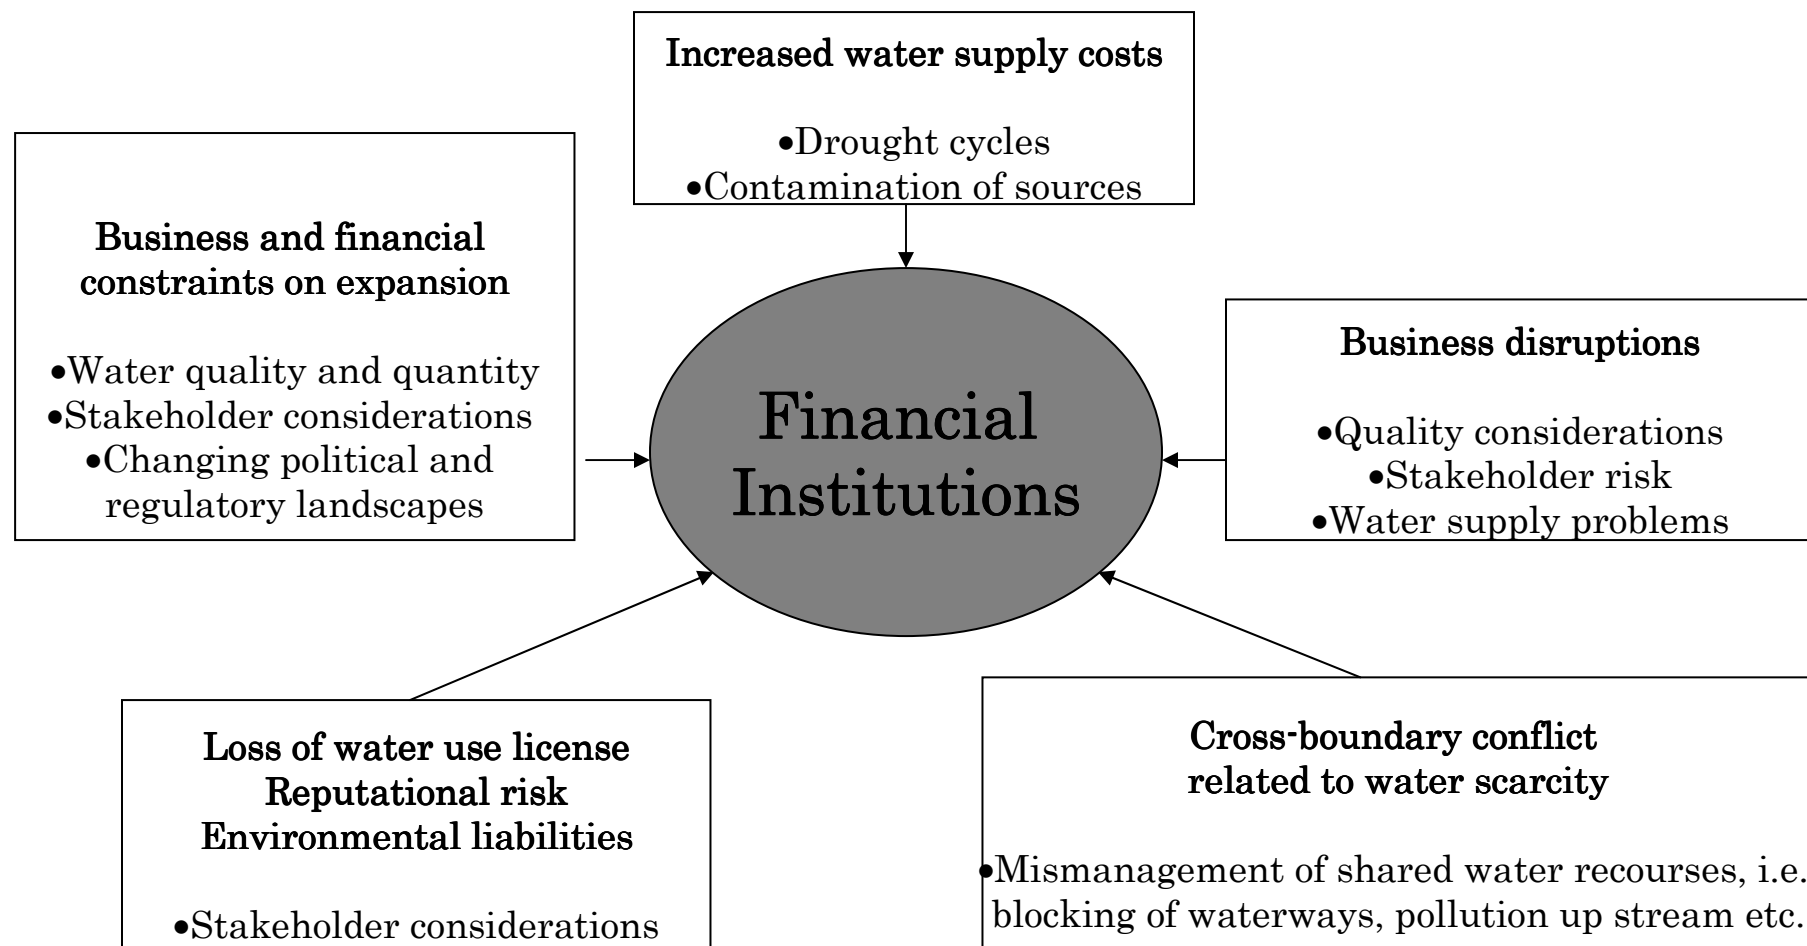 Increased water supply costs
•Drought cycles
•Contamination of sources
Business and financial
constraints on expansion
•Water quality and quantity
•Stakeholder considerations
•Changing political and
regulatory landscapes
Financial
Institutions
Business disruptions
•Quality considerations
•Stakeholder risk
•Water supply problems
Loss of water use license
Reputational risk
Environmental liabilities
•Stakeholder considerations
Cross-boundary conflict
related to water scarcity
•Mismanagement of shared water recourses, i.e.
blocking of waterways, pollution up stream etc.